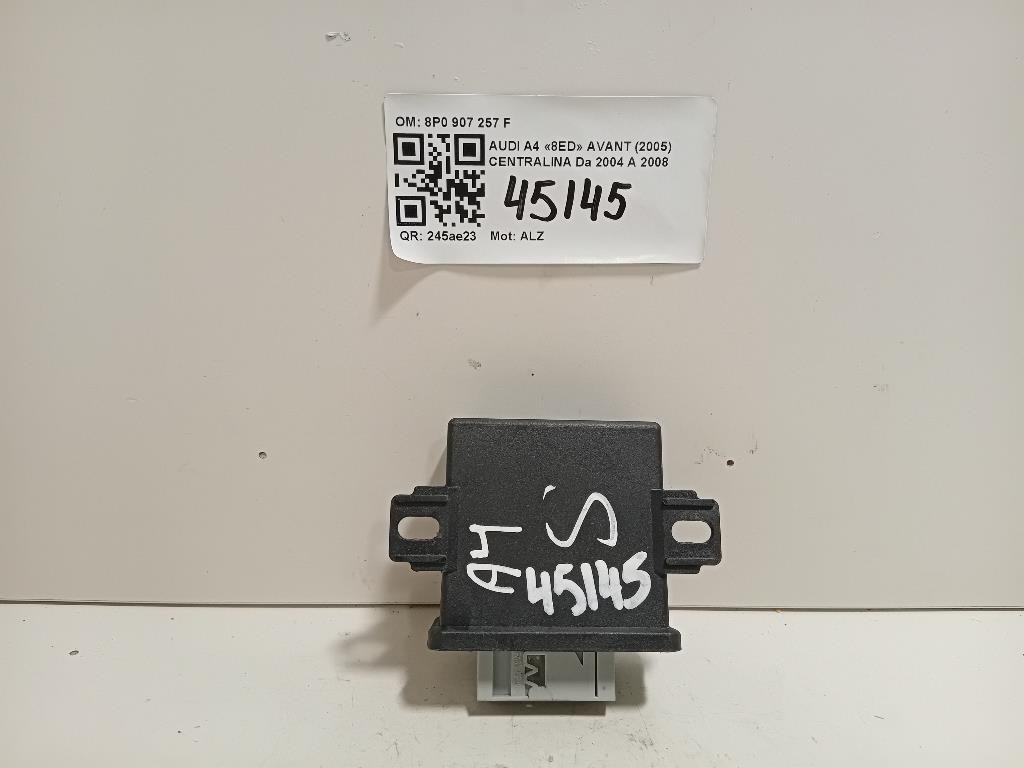 OM: 8P0 907 257 F
AUDI A4 «8ED» AVANT (2005)
CENTRALINA Da 2004 A 2008
45145
QR: 245ae23 Mot: ALZ
S
A4
45145